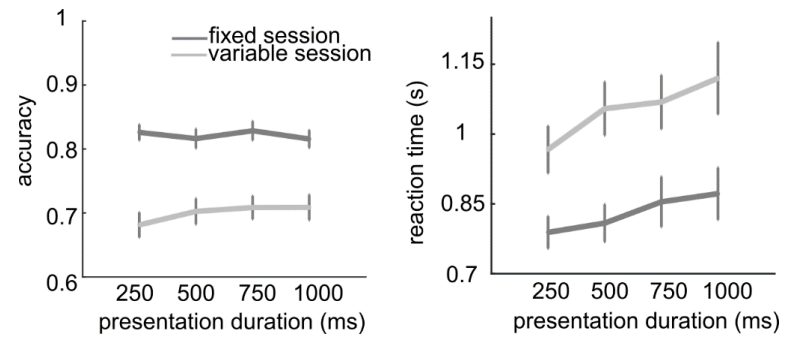 1
0.9
0.8
0.7
0.6
accuracy
fixed session
variable session
250 500 750 1000
presentation duration (ms)
1.15
1
0.85
0.7
reaction time (s)
250 500 750 1000
presentation duration (ms)